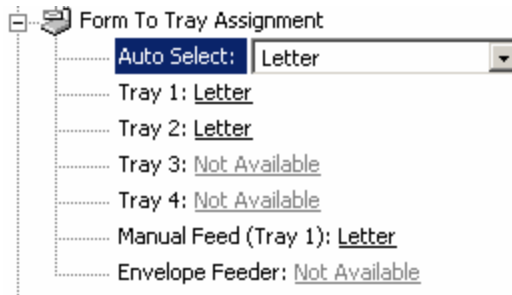 Form To Tray Assignment
Auto Select: Letter
Tray 1: Letter
Tray 2: Letter
Tray 3: Not Available
Tray 4: Not Available
Manual Feed (Tray 1): Letter
Envelope Feeder: Not Available